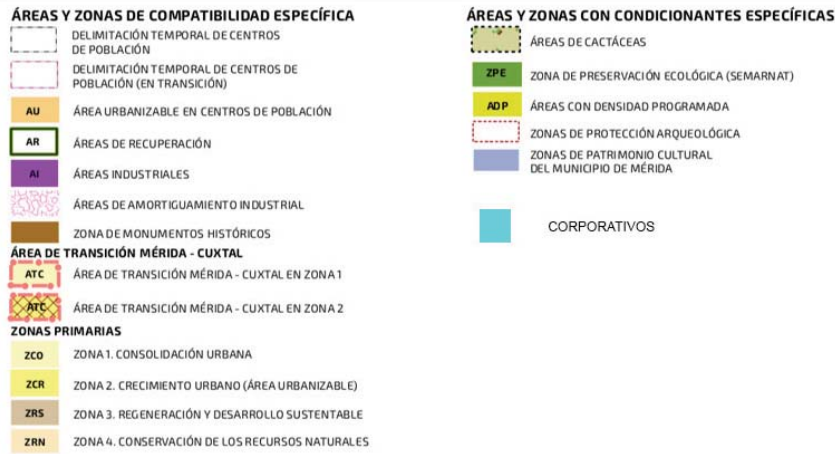 ÁREAS Y ZONAS DE COMPATIBILIDAD ESPECÍFICA
DELIMITACIÓN TEMPORAL DE CENTROS
DE POBLACIÓN
DELIMITACIÓN TEMPORAL DE CENTROS DE
POBLACIÓN (EN TRANSICIÓN)
AU ÁREA URBANIZABLE EN CENTROS DE POBLACIÓN
AR ÁREAS DE RECUPERACIÓN
AI ÁREAS INDUSTRIALES
ÁREAS DE AMORTIGUAMIENTO INDUSTRIAL
ZONA DE MONUMENTOS HISTÓRICOS
ÁREA DE TRANSICIÓN MÉRIDA - CUXTAL
ATC ÁREA DE TRANSICIÓN MÉRIDA - CUXTAL EN ZONA 1
ATC ÁREA DE TRANSICIÓN MÉRIDA - CUXTAL EN ZONA 2
ZONAS PRIMARIAS
ZCO ZONA 1. CONSOLIDACIÓN URBANA
ZCR ZONA 2. CRECIMIENTO URBANO (ÁREA URBANIZABLE)
ZRS ZONA 3. REGENERACIÓN Y DESARROLLO SUSTENTABLE
ZRN ZONA 4. CONSERVACIÓN DE LOS RECURSOS NATURALES
ÁREAS Y ZONAS CON CONDICIONANTES ESPECÍFICAS
ÁREAS DE CACTÁCEAS
ZPE ZONA DE PRESERVACIÓN ECOLÓGICA (SEMARNAT)
ADP ÁREAS CON DENSIDAD PROGRAMADA
ZONAS DE PROTECCIÓN ARQUEOLÓGICA
ZONAS DE PATRIMONIO CULTURAL
DEL MUNICIPIO DE MÉRIDA
CORPORATIVOS